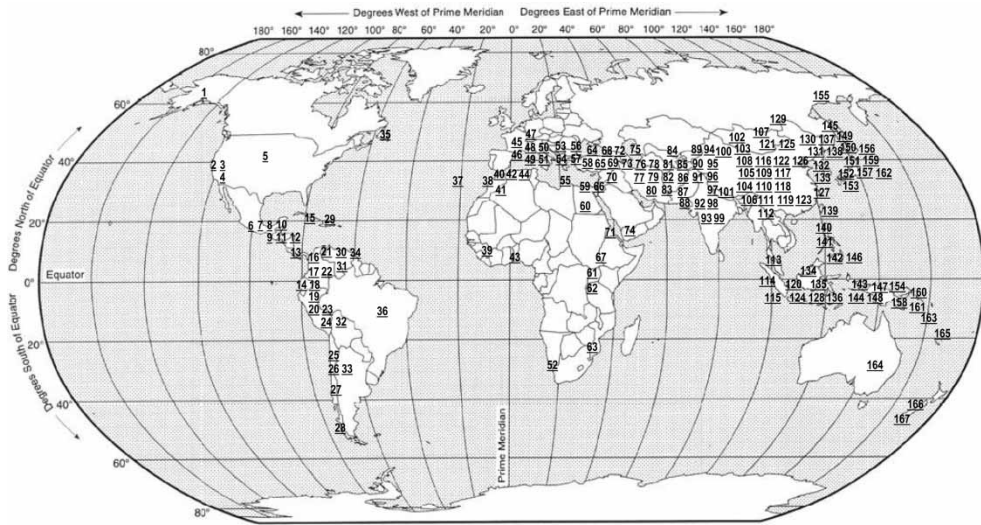 Degrees West of Prime Meridian Degrees East of Prime Meridian
180° 160° 140° 120° 100° 80° 60° 40° 20° 0° 20° 40° 60° 80° 100° 120° 140° 160° 180°
80°
155
1
60° 60°
129
35 47 102 107 145
45 130 137 149
48 50 53 56 64 68 72 75 84 89 94 100 103 121 125 131 138 150 156
5 46
2 3 49 51 54 57 58 65 69 73 76 78 81 85 90 95 108 116 122 126 132 151 159
40° 40°
4 37 38 40 42 44 55 70 77 79 82 86 91 96 105 109 117 133 152 157 162
41 59 66 80 83 87 97 101 104 110 118 127 153
15 29 60 88 92 98 106 111 119 123 139
20° 6 7 8 10 93 99 112 20°
9 11 12 71 74 140
13 21 30 34 39 43 67 141
16 31 113 142 146
Equator 17 22 61 134
0° 14 18 62 114 120 135 143 147 154 0°
19 115 124 128 136 144 148 158 160
20 23 36 161
24 32 163
20° 165 20°
25 63
26 33 52 164
27
40° 166 40°
28 167
60° 60°
80° 80°
Degrees North of Equator
Degrees South of Equator
Prime Meridian